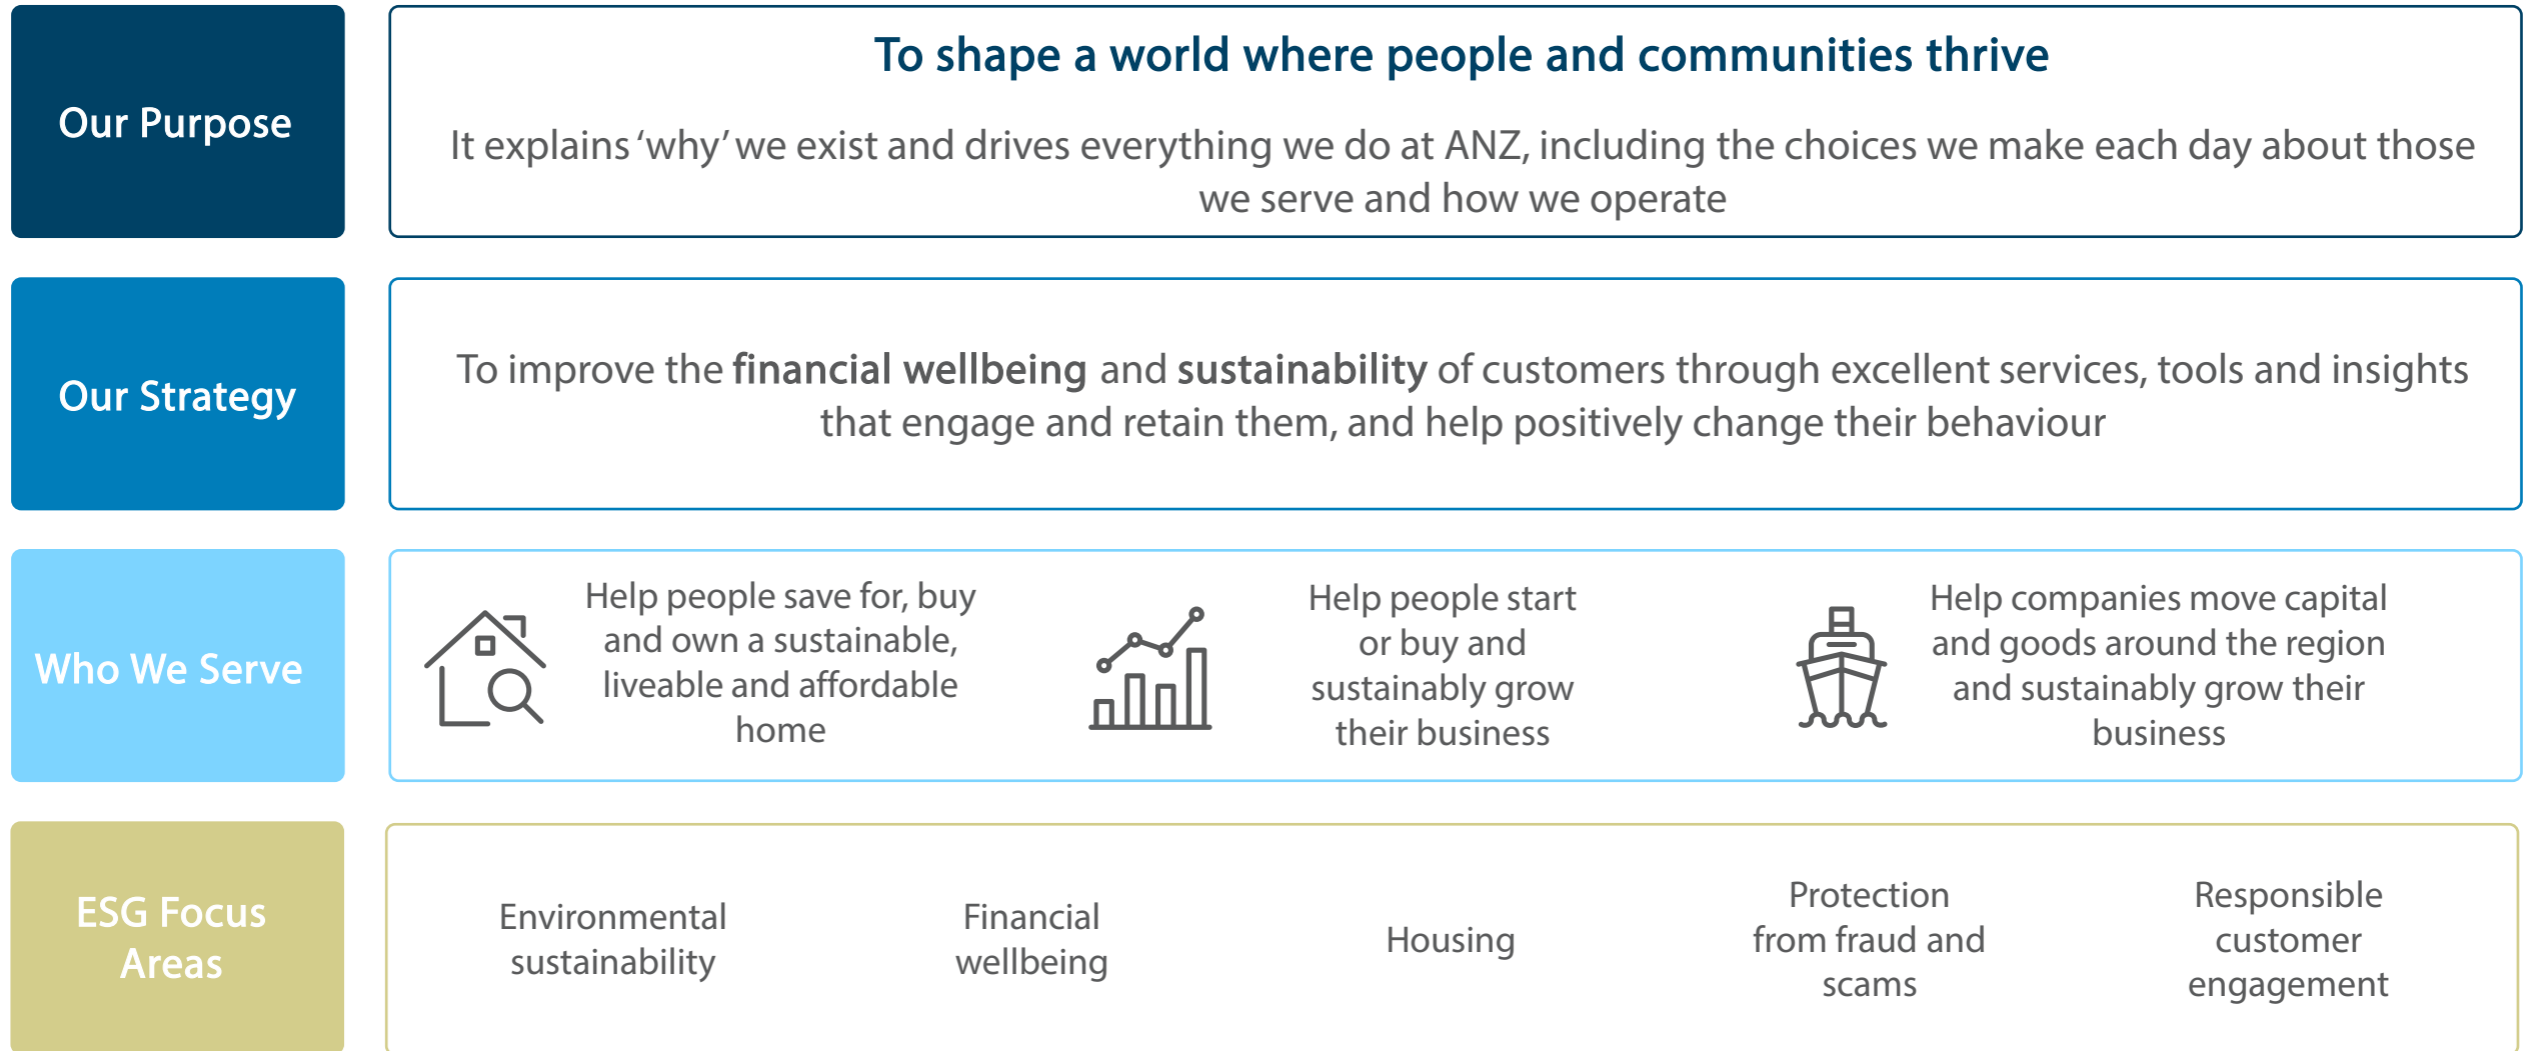 Our Purpose
To shape a world where people and communities thrive
It explains ‘why’ we exist and drives everything we do at ANZ, including the choices we make each day about those
we serve and how we operate
Our Strategy
To improve the financial wellbeing and sustainability of customers through excellent services, tools and insights
that engage and retain them, and help positively change their behaviour
Who We Serve
Help people save for, buy
and own a sustainable,
liveable and affordable
home
Help people start
or buy and
sustainably grow
their business
Help companies move capital
and goods around the region
and sustainably grow their
business
ESG Focus
Areas
Environmental
sustainability
Financial
wellbeing
Housing
Protection
from fraud and
scams
Responsible
customer
engagement